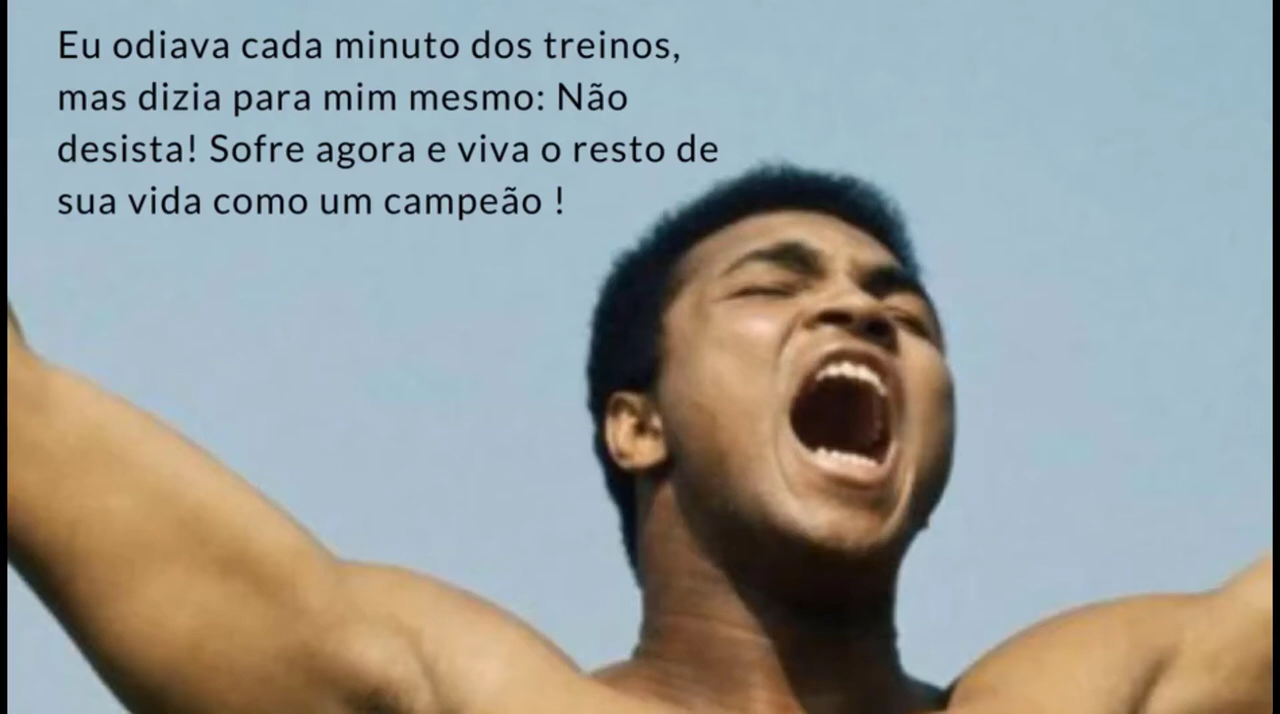 Eu odiava cada minuto dos treinos,
mas dizia para mim mesmo: Não
desista! Sofre agora e viva o resto de
sua vida como um campeão !